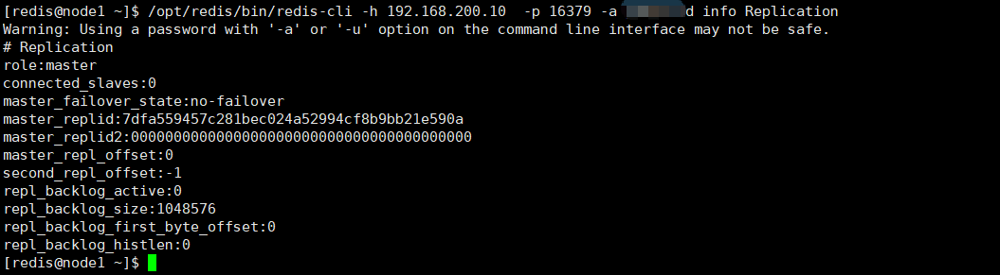 [redis@node1 ~]$ /opt/redis/bin/redis-cli -h 192.168.200.10  -p 16379 -a d info Replication
Warning: Using a password with '-a' or '-u' option on the command line interface may not be safe.
# Replication
role:master
connected_slaves:0
master_failover_state:no-failover
master_replid:7dfa559457c281bec024a52994cf8b9bb21e590a
master_replid2:0000000000000000000000000000000000000000
master_repl_offset:0
second_repl_offset:-1
repl_backlog_active:0
repl_backlog_size:1048576
repl_backlog_first_byte_offset:0
repl_backlog_histlen:0
[redis@node1 ~]$